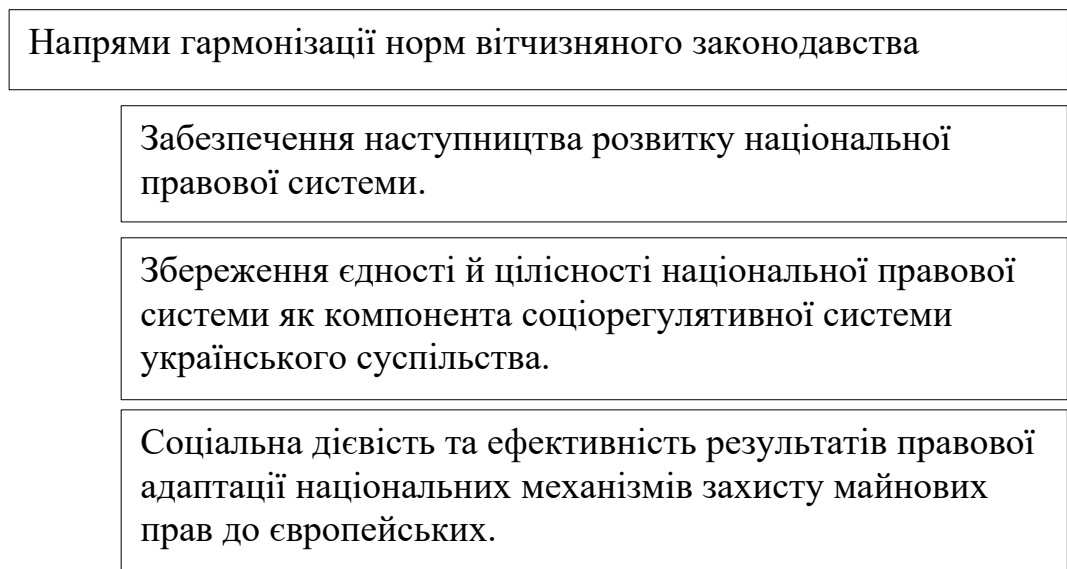 Напрями гармонізації норм вітчизняного законодавства
Забезпечення наступництва розвитку національної
правової системи.
Збереження єдності й цілісності національної правової
системи як компонента соціорегулятивної системи
українського суспільства.
Соціальна дієвість та ефективність результатів правової
адаптації національних механізмів захисту майнових
прав до європейських.